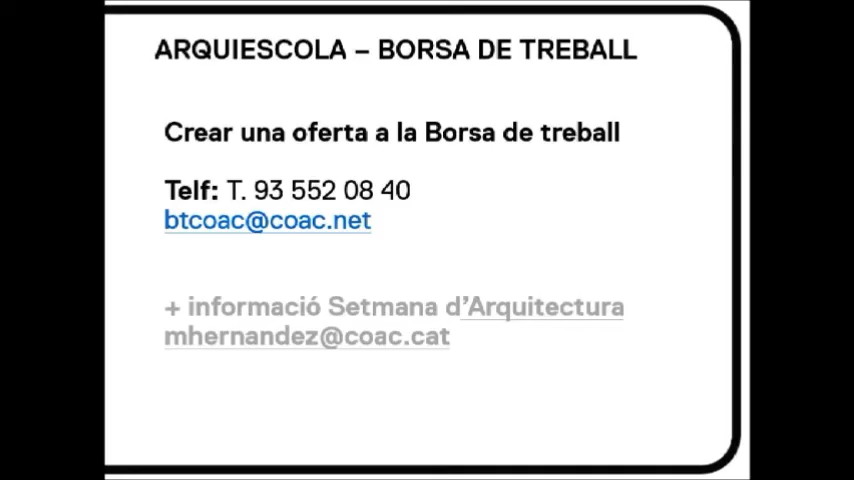 ARQUIESCOLA – BORSA DE TREBALL
Crear una oferta a la Borsa de treball
Telf: T. 93 552 08 40
btcoac@coac.net
+ informació Setmana d’Arquitectura
mhernandez@coac.cat